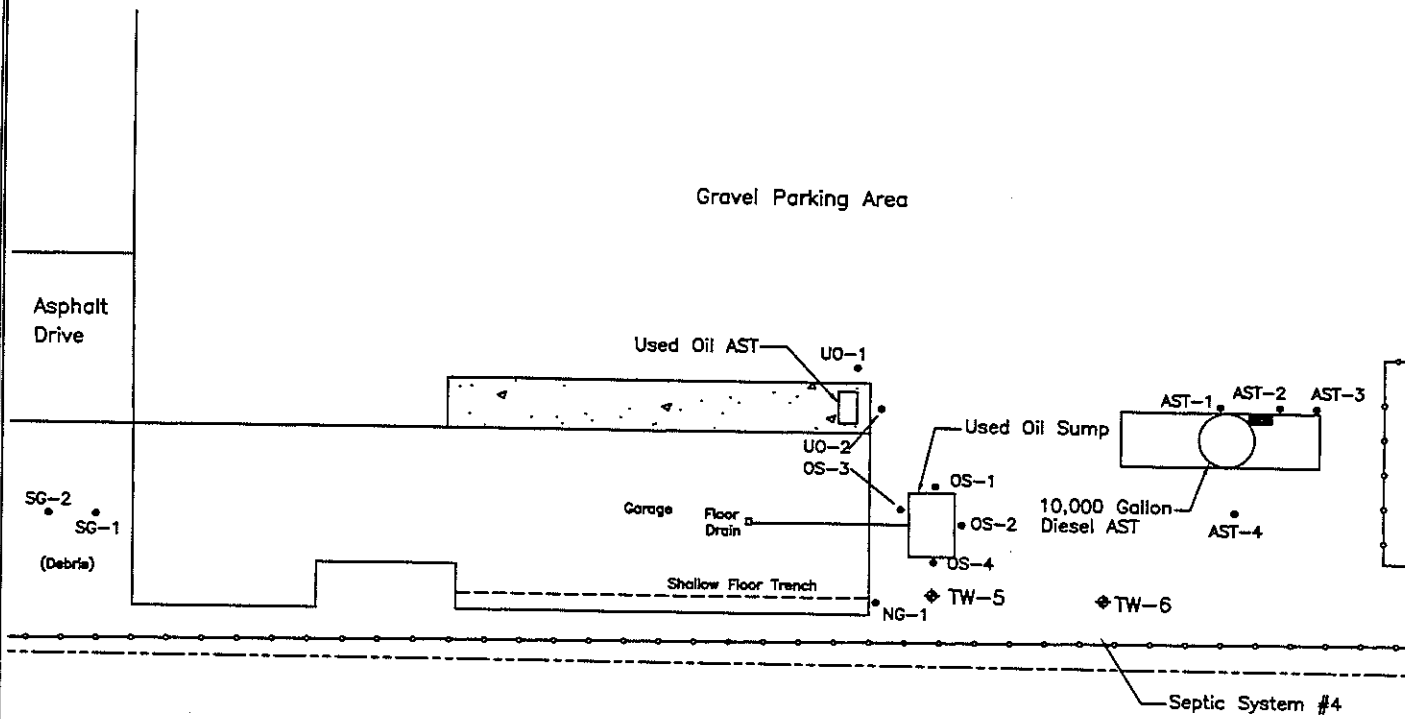 Gravel Parking Area
Asphalt
Drive
Used Oil AST
UO-1
AST-1
AST-2
AST-3
UO-2
Used Oil Sump
OS-3
OS-1
SG-2
SG-1
(Debris)
Garage
Floor
Drain
OS-2
10,000 Gallon
Diesel AST
AST-4
OS-4
Shallow Floor Trench
NG-1
TW-5
TW-6
Septic System #4